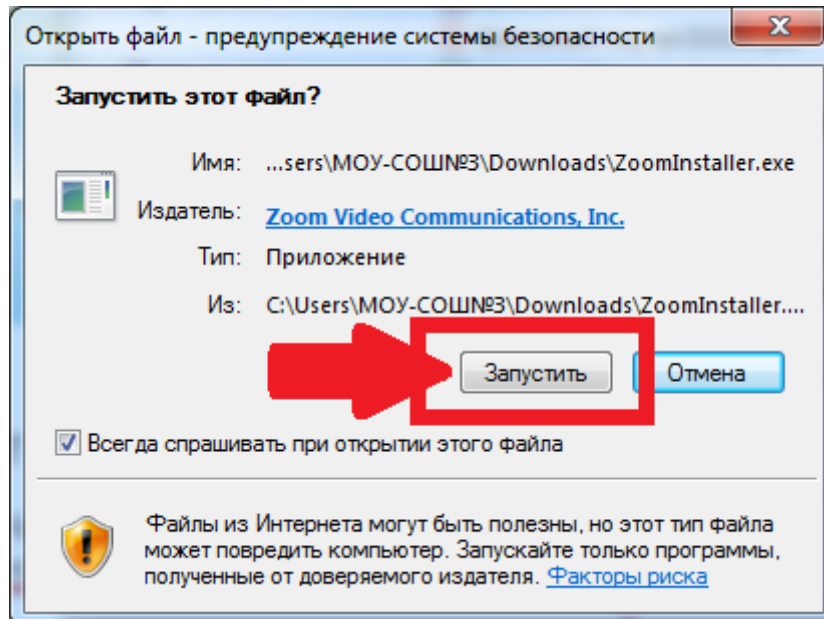 Открыть файл - предупреждение системы безопасности
Запустить этот файл?
Имя: ...sers\МОУ-СОШ№3\Downloads\ZoomInstaller.exe
Издатель: Zoom Video Communications, Inc.
Тип: Приложение
Из: C:\Users\МОУ-СОШ№3\Downloads\ZoomInstaller....
Запустить Отмена
Всегда спрашивать при открытии этого файла
Файлы из Интернета могут быть полезны, но этот тип файла
может повредить компьютер. Запускайте только программы,
полученные от доверяемого издателя. Факторы риска